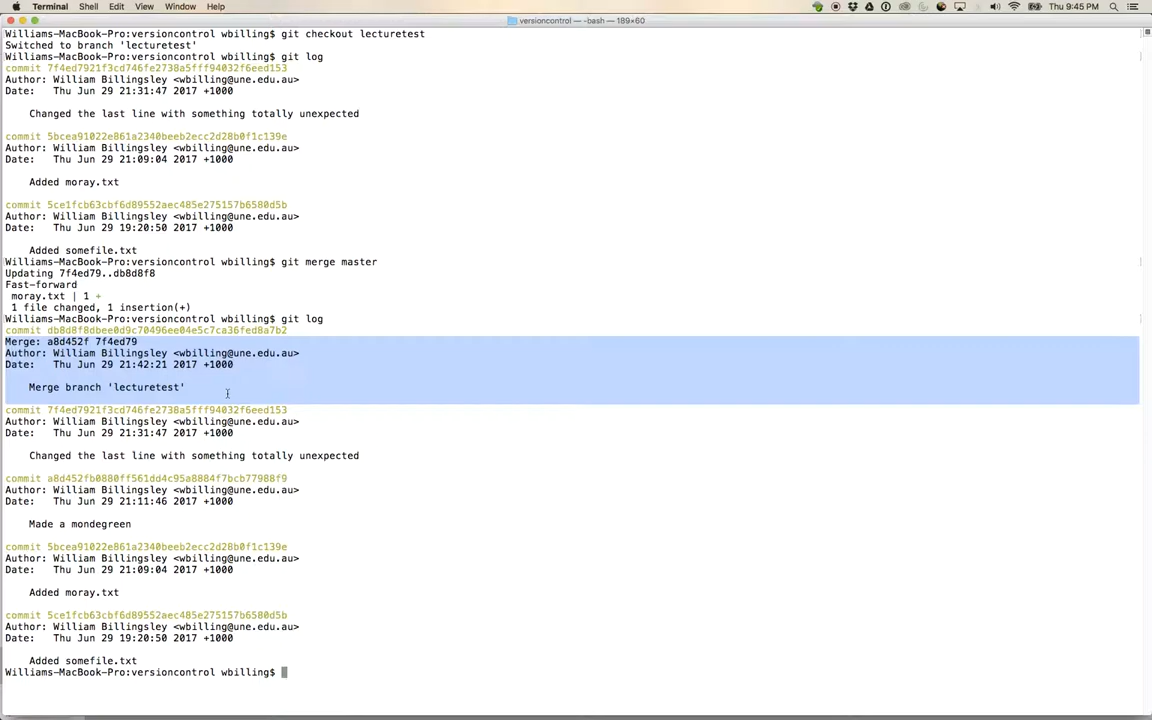 Terminal Shell Edit View Window Help Thu Jun 9:45 PM
versioncontrol — -bash — 189×60
Williams-MacBook-Pro:versioncontrol wbilling$ git checkout lecturetest
Switched to branch 'lecturetest'
Williams-MacBook-Pro:versioncontrol wbilling$ git log
commit 7f4ed7921f3cd746fe2738a5fff94032f6eed153
Author: William Billingsley <wbilling@une.edu.au>
Date: Thu Jun 29 21:31:47 2017 +1000
Changed the last line with something totally unexpected
commit 5bcea91022e861a2340beeb2ecc2d28b0f1c139e
Author: William Billingsley <wbilling@une.edu.au>
Date: Thu Jun 29 21:09:04 2017 +1000
Added moray.txt
commit 5ce1fcb63cbf6d89552aec485e275157b6580d5b
Author: William Billingsley <wbilling@une.edu.au>
Date: Thu Jun 29 19:20:50 2017 +1000
Added somefile.txt
Williams-MacBook-Pro:versioncontrol wbilling$ git merge master
Updating 7f4ed79..db8d8f8
Fast-forward
moray.txt | 1 +
1 file changed, 1 insertion(+)
Williams-MacBook-Pro:versioncontrol wbilling$ git log
commit db8d8f8dbee0d9c70496ee04e5c7ca36fed8a7b2
Merge: a8d452f 7f4ed79
Author: William Billingsley <wbilling@une.edu.au>
Date: Thu Jun 29 21:42:21 2017 +1000
Merge branch 'lecturetest'
commit 7f4ed7921f3cd746fe2738a5fff94032f6eed153
Author: William Billingsley <wbilling@une.edu.au>
Date: Thu Jun 29 21:31:47 2017 +1000
Changed the last line with something totally unexpected
commit a8d452fb0880ff561dd4c95a8884f7bcb77988f9
Author: William Billingsley <wbilling@une.edu.au>
Date: Thu Jun 29 21:11:46 2017 +1000
Made a mondegreen
commit 5bcea91022e861a2340beeb2ecc2d28b0f1c139e
Author: William Billingsley <wbilling@une.edu.au>
Date: Thu Jun 29 21:09:04 2017 +1000
Added moray.txt
commit 5ce1fcb63cbf6d89552aec485e275157b6580d5b
Author: William Billingsley <wbilling@une.edu.au>
Date: Thu Jun 29 19:20:50 2017 +1000
Added somefile.txt
Williams-MacBook-Pro:versioncontrol wbilling$